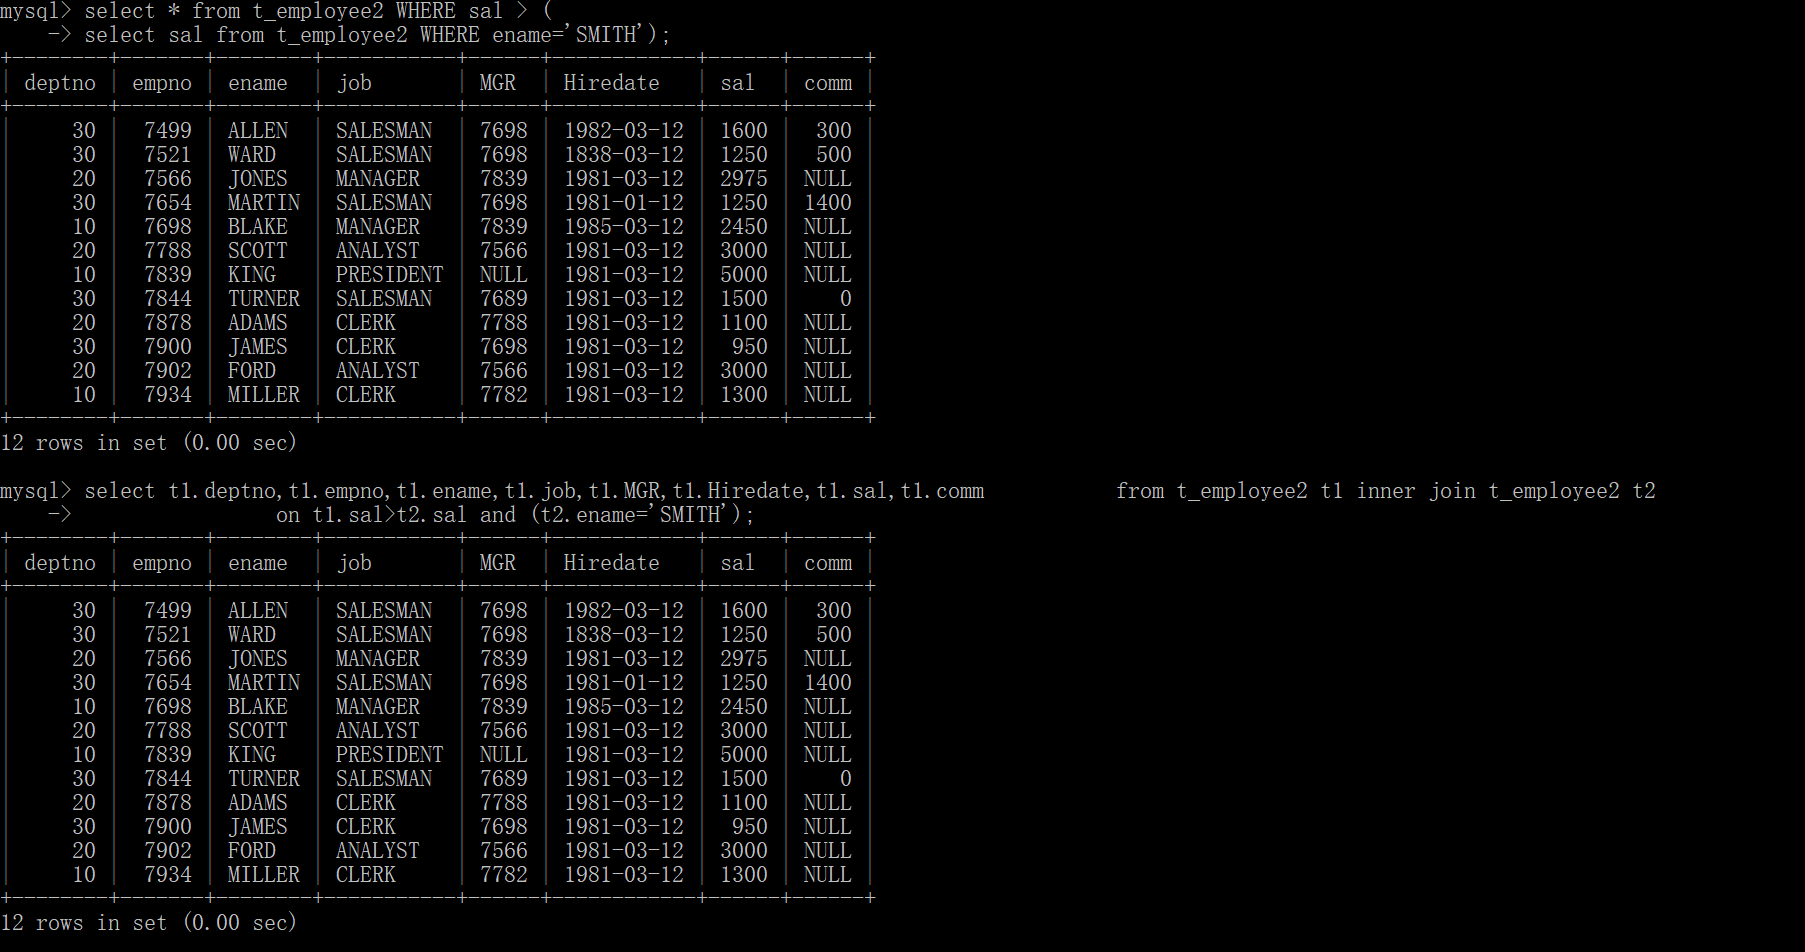 mysql> select * from t_employee2 WHERE sal > (
    -> select sal from t_employee2 WHERE ename='SMITH');
+--------+-------+--------+-----------+------+------------+------+------+
| deptno | empno | ename  | job       | MGR  | Hiredate   | sal  | comm |
+--------+-------+--------+-----------+------+------------+------+------+
|     30 |  7499 | ALLEN  | SALESMAN  | 7698 | 1982-03-12 | 1600 |  300 |
|     30 |  7521 | WARD   | SALESMAN  | 7698 | 1838-03-12 | 1250 |  500 |
|     20 |  7566 | JONES  | MANAGER   | 7839 | 1981-03-12 | 2975 | NULL |
|     30 |  7654 | MARTIN | SALESMAN  | 7698 | 1981-01-12 | 1250 | 1400 |
|     10 |  7698 | BLAKE  | MANAGER   | 7839 | 1985-03-12 | 2450 | NULL |
|     20 |  7788 | SCOTT  | ANALYST   | 7566 | 1981-03-12 | 3000 | NULL |
|     10 |  7839 | KING   | PRESIDENT | NULL | 1981-03-12 | 5000 | NULL |
|     30 |  7844 | TURNER | SALESMAN  | 7689 | 1981-03-12 | 1500 |    0 |
|     20 |  7878 | ADAMS  | CLERK     | 7788 | 1981-03-12 | 1100 | NULL |
|     30 |  7900 | JAMES  | CLERK     | 7698 | 1981-03-12 |  950 | NULL |
|     20 |  7902 | FORD   | ANALYST   | 7566 | 1981-03-12 | 3000 | NULL |
|     10 |  7934 | MILLER | CLERK     | 7782 | 1981-03-12 | 1300 | NULL |
+--------+-------+--------+-----------+------+------------+------+------+
12 rows in set (0.00 sec)

mysql> select t1.deptno,t1.empno,t1.ename,t1.job,t1.MGR,t1.Hiredate,t1.sal,t1.comm           from t_employee2 t1 inner join t_employee2 t2
    ->                 on t1.sal>t2.sal and (t2.ename='SMITH');
+--------+-------+--------+-----------+------+------------+------+------+
| deptno | empno | ename  | job       | MGR  | Hiredate   | sal  | comm |
+--------+-------+--------+-----------+------+------------+------+------+
|     30 |  7499 | ALLEN  | SALESMAN  | 7698 | 1982-03-12 | 1600 |  300 |
|     30 |  7521 | WARD   | SALESMAN  | 7698 | 1838-03-12 | 1250 |  500 |
|     20 |  7566 | JONES  | MANAGER   | 7839 | 1981-03-12 | 2975 | NULL |
|     30 |  7654 | MARTIN | SALESMAN  | 7698 | 1981-01-12 | 1250 | 1400 |
|     10 |  7698 | BLAKE  | MANAGER   | 7839 | 1985-03-12 | 2450 | NULL |
|     20 |  7788 | SCOTT  | ANALYST   | 7566 | 1981-03-12 | 3000 | NULL |
|     10 |  7839 | KING   | PRESIDENT | NULL | 1981-03-12 | 5000 | NULL |
|     30 |  7844 | TURNER | SALESMAN  | 7689 | 1981-03-12 | 1500 |    0 |
|     20 |  7878 | ADAMS  | CLERK     | 7788 | 1981-03-12 | 1100 | NULL |
|     30 |  7900 | JAMES  | CLERK     | 7698 | 1981-03-12 |  950 | NULL |
|     20 |  7902 | FORD   | ANALYST   | 7566 | 1981-03-12 | 3000 | NULL |
|     10 |  7934 | MILLER | CLERK     | 7782 | 1981-03-12 | 1300 | NULL |
+--------+-------+--------+-----------+------+------------+------+------+
12 rows in set (0.00 sec)